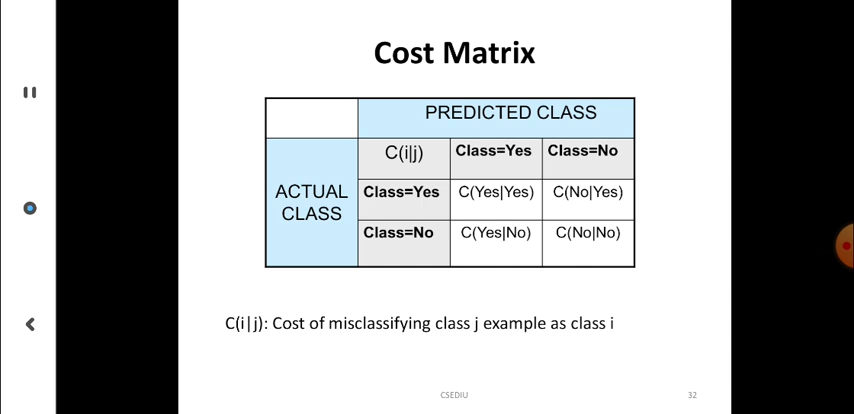 Cost Matrix
PREDICTED CLASS
C(i|j) Class=Yes Class=No
ACTUAL CLASS
Class=Yes C(Yes|Yes) C(No|Yes)
Class=No C(Yes|No) C(No|No)
C(i|j): Cost of misclassifying class j example as class i
CSEDIU 32